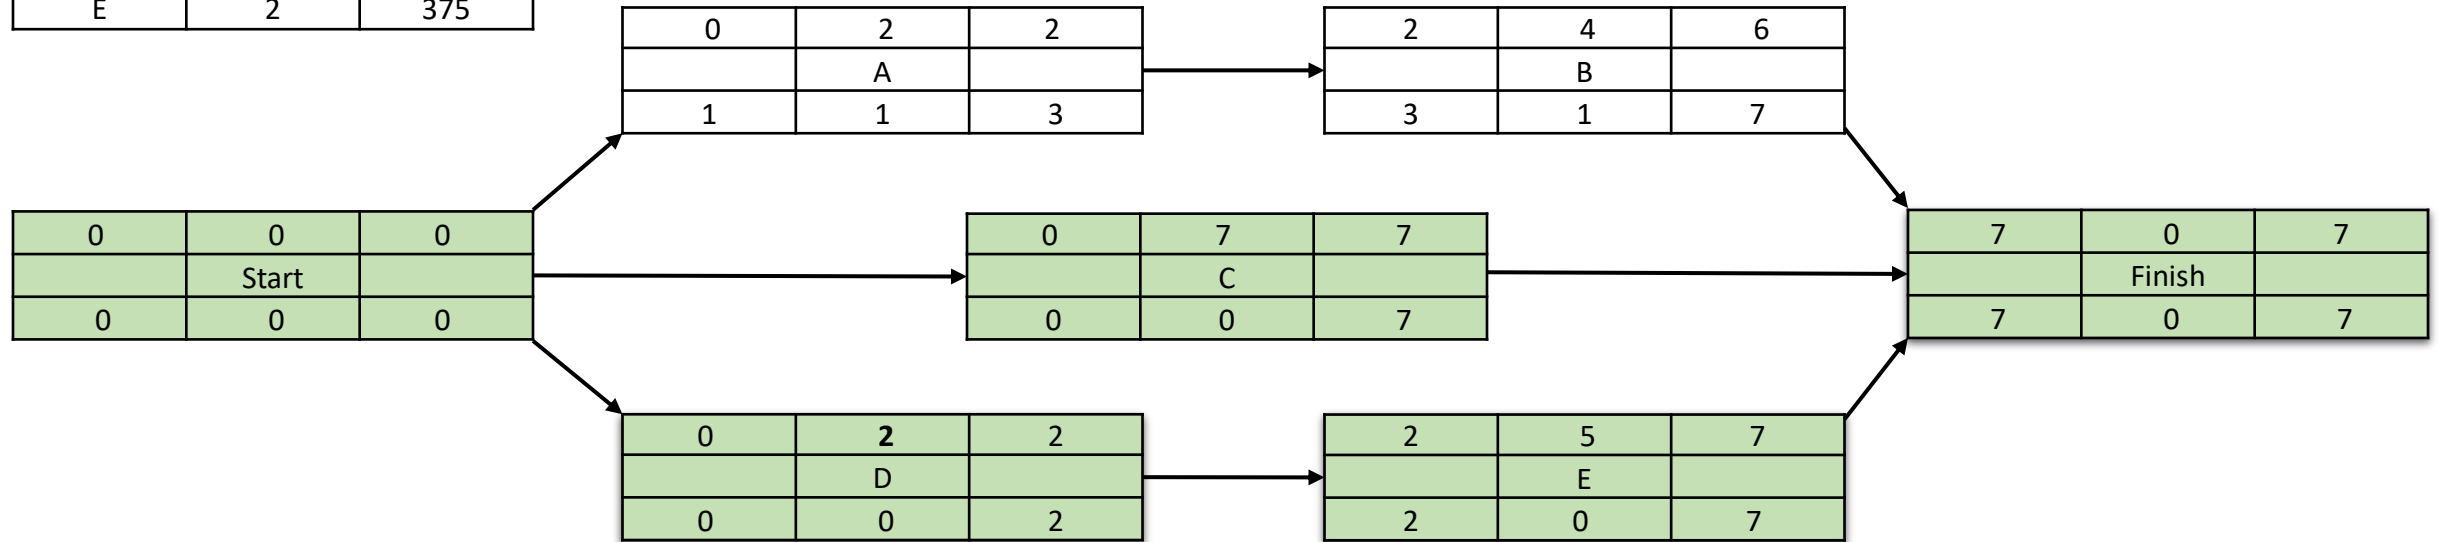 E 2 375
0 2 2
A
1 1 3
2 4 6
B
3 1 7
0 0 0
Start
0 0 0
0 7 7
C
0 0 7
7 0 7
Finish
7 0 7
0 2 2
D
0 0 2
2 5 7
E
2 0 7